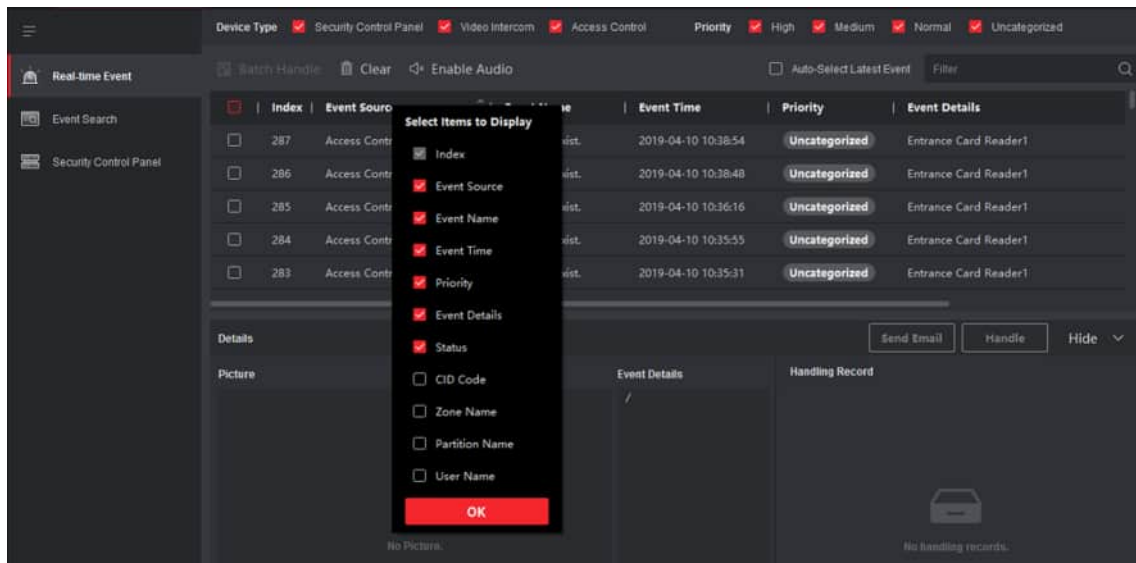 Device Type Security Control Panel Video Intercom Access Control Priority High Medium Normal Uncategorized
Real-time Event
Event Search
Security Control Panel
Batch Handle Clear Enable Audio Auto-Select Latest Event Filter
Index Event Source Event Time Priority Event Details
287 Access Contr xist. 2019-04-10 10:38:54 Uncategorized Entrance Card Reader1
286 Access Contr xist. 2019-04-10 10:38:48 Uncategorized Entrance Card Reader1
285 Access Contr xist. 2019-04-10 10:36:16 Uncategorized Entrance Card Reader1
284 Access Contr xist. 2019-04-10 10:35:55 Uncategorized Entrance Card Reader1
283 Access Contr xist. 2019-04-10 10:35:31 Uncategorized Entrance Card Reader1
Select Items to Display
Index
Event Source
Event Name
Event Time
Priority
Event Details
Status
CID Code
Zone Name
Partition Name
User Name
OK
Details Send Email Handle Hide
Picture Event Details Handling Record
/
No Picture.
No handling records.